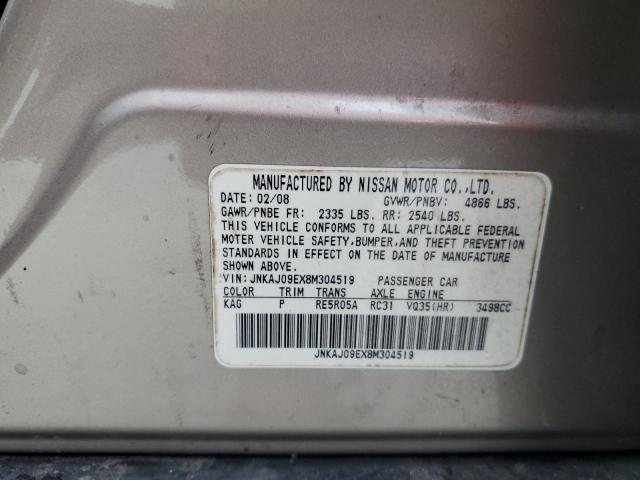 MANUFACTURED BY NISSAN MOTOR CO.,LTD.
DATE: 02/08 GVWR/PNBV: 4866 LBS.
GAWR/PNBE FR: 2335 LBS. RR: 2540 LBS.
THIS VEHICLE CONFORMS TO ALL APPLICABLE FEDERAL
MOTOR VEHICLE SAFETY, BUMPER, AND THEFT PREVENTION
STANDARDS IN EFFECT ON THE DATE OF MANUFACTURE
SHOWN ABOVE.
VIN: JNKAJ09EX8M304519 PASSENGER CAR
COLOR TRIM TRANS AXLE ENGINE
KAG P RE5R05A RC31 VQ35(HR) 3498CC
JNKAJ09EX8M304519